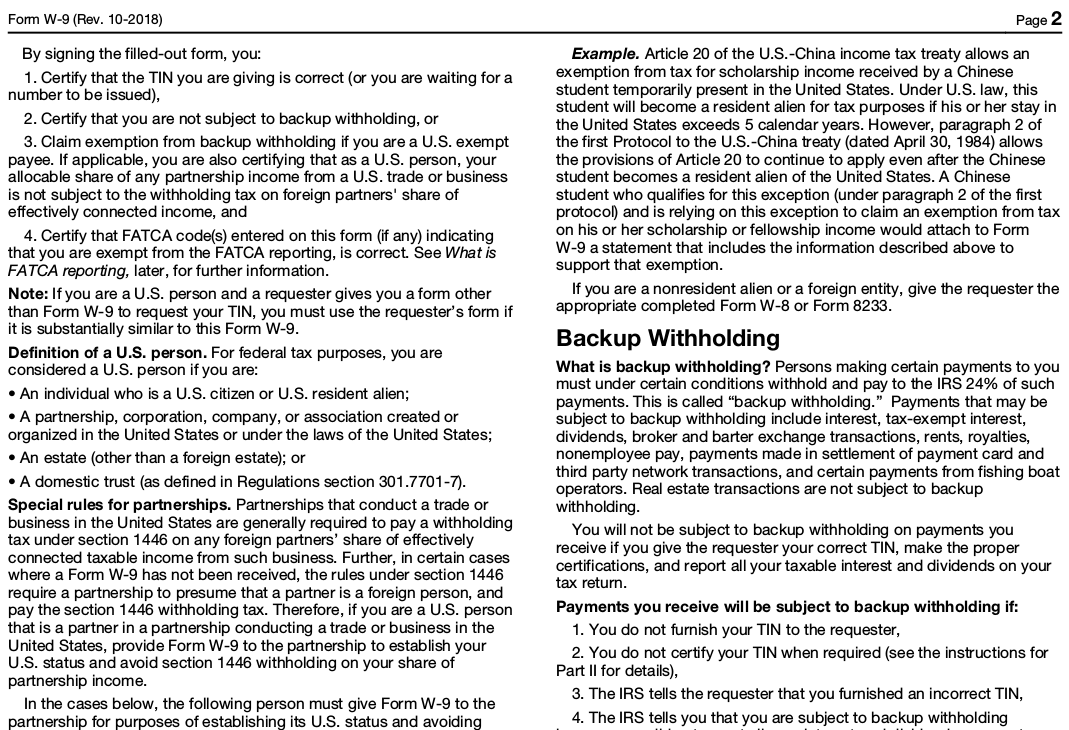 Form W-9 (Rev. 10-2018)
Page 2
By signing the filled-out form, you:
1. Certify that the TIN you are giving is correct (or you are waiting for a
number to be issued),
2. Certify that you are not subject to backup withholding, or
3. Claim exemption from backup withholding if you are a U.S. exempt
payee. If applicable, you are also certifying that as a U.S. person, your
allocable share of any partnership income from a U.S. trade or business
is not subject to the withholding tax on foreign partners' share of
effectively connected income, and
4. Certify that FATCA code(s) entered on this form (if any) indicating
that you are exempt from the FATCA reporting, is correct. See What is
FATCA reporting, later, for further information.
Note: If you are a U.S. person and a requester gives you a form other
than Form W-9 to request your TIN, you must use the requester's form if
it is substantially similar to this Form W-9.
Definition of a U.S. person. For federal tax purposes, you are
considered a U.S. person if you are:
• An individual who is a U.S. citizen or U.S. resident alien;
• A partnership, corporation, company, or association created or
organized in the United States or under the laws of the United States;
• An estate (other than a foreign estate); or
• A domestic trust (as defined in Regulations section 301.7701-7).
Special rules for partnerships. Partnerships that conduct a trade or
business in the United States are generally required to pay a withholding
tax under section 1446 on any foreign partners' share of effectively
connected taxable income from such business. Further, in certain cases
where a Form W-9 has not been received, the rules under section 1446
require a partnership to presume that a partner is a foreign person, and
pay the section 1446 withholding tax. Therefore, if you are a U.S. person
that is a partner in a partnership conducting a trade or business in the
United States, provide Form W-9 to the partnership to establish your
U.S. status and avoid section 1446 withholding on your share of
partnership income.
In the cases below, the following person must give Form W-9 to the
partnership for purposes of establishing its U.S. status and avoiding
Example. Article 20 of the U.S.-China income tax treaty allows an
exemption from tax for scholarship income received by a Chinese
student temporarily present in the United States. Under U.S. law, this
student will become a resident alien for tax purposes if his or her stay in
the United States exceeds 5 calendar years. However, paragraph 2 of
the first Protocol to the U.S.-China treaty (dated April 30, 1984) allows
the provisions of Article 20 to continue to apply even after the Chinese
student becomes a resident alien of the United States. A Chinese
student who qualifies for this exception (under paragraph 2 of the first
protocol) and is relying on this exception to claim an exemption from tax
on his or her scholarship or fellowship income would attach to Form
W-9 a statement that includes the information described above to
support that exemption.
If you are a nonresident alien or a foreign entity, give the requester the
appropriate completed Form W-8 or Form 8233.
Backup Withholding
What is backup withholding? Persons making certain payments to you
must under certain conditions withhold and pay to the IRS 24% of such
payments. This is called “backup withholding.” Payments that may be
subject to backup withholding include interest, tax-exempt interest,
dividends, broker and barter exchange transactions, rents, royalties,
nonemployee pay, payments made in settlement of payment card and
third party network transactions, and certain payments from fishing boat
operators. Real estate transactions are not subject to backup
withholding.
You will not be subject to backup withholding on payments you
receive if you give the requester your correct TIN, make the proper
certifications, and report all your taxable interest and dividends on your
tax return.
Payments you receive will be subject to backup withholding if:
1. You do not furnish your TIN to the requester,
2. You do not certify your TIN when required (see the instructions for
Part II for details),
3. The IRS tells the requester that you furnished an incorrect TIN,
4. The IRS tells you that you are subject to backup withholding